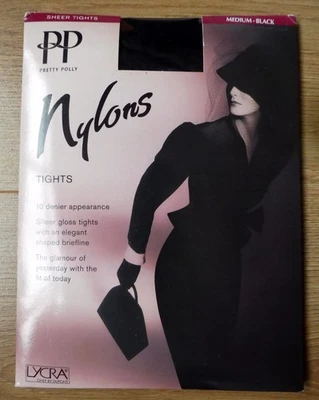 SHEER TIGHTS
MEDIUM - BLACK
PP
PRETTY POLLY
Nylons
TIGHTS
10 denier appearance
Sheer gloss tights
with an elegant
shaped briefline
The glamour of
yesterday with the
fit of today
LYCRA